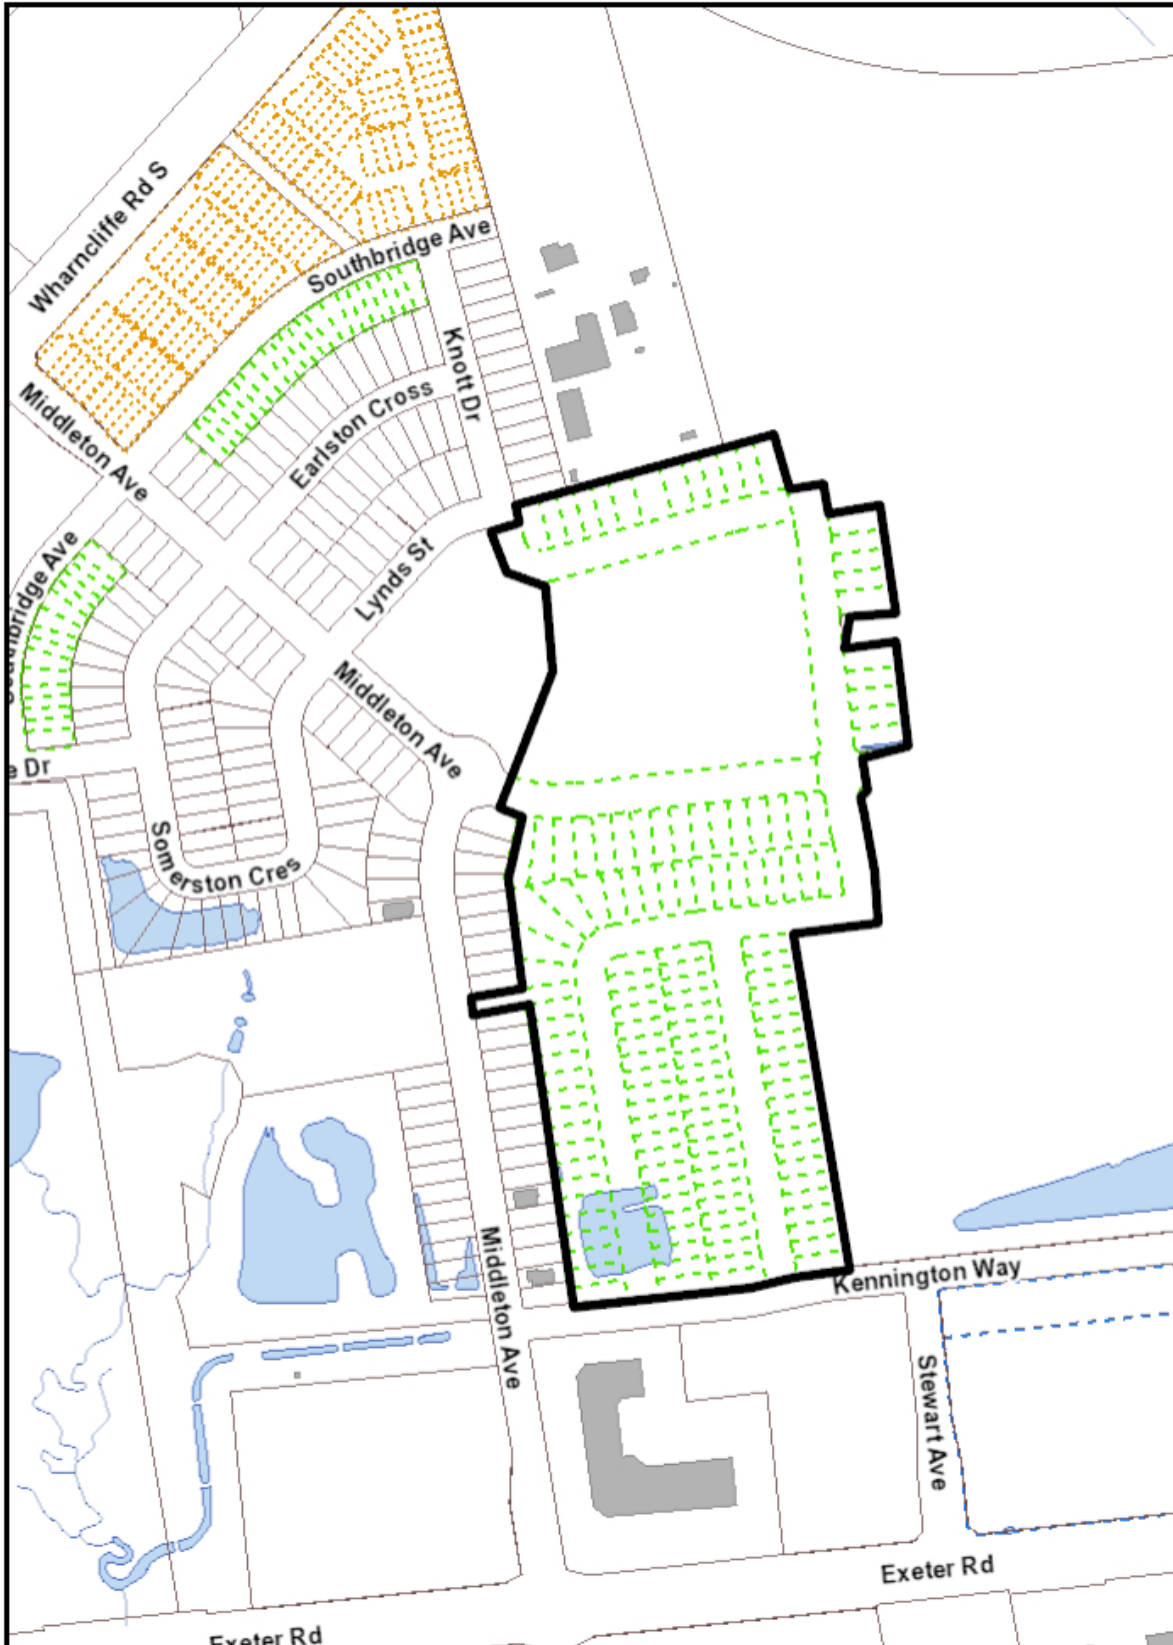 Wharncliffe Rd S
Southbridge Ave
Knott Dr
Middleton Ave
Earlston Cross
Southbridge Ave
Lynds St
Middleton Ave
e Dr
Somerston Cres
Middleton Ave
Kennington Way
Stewart Ave
Exeter Rd
Exeter Rd